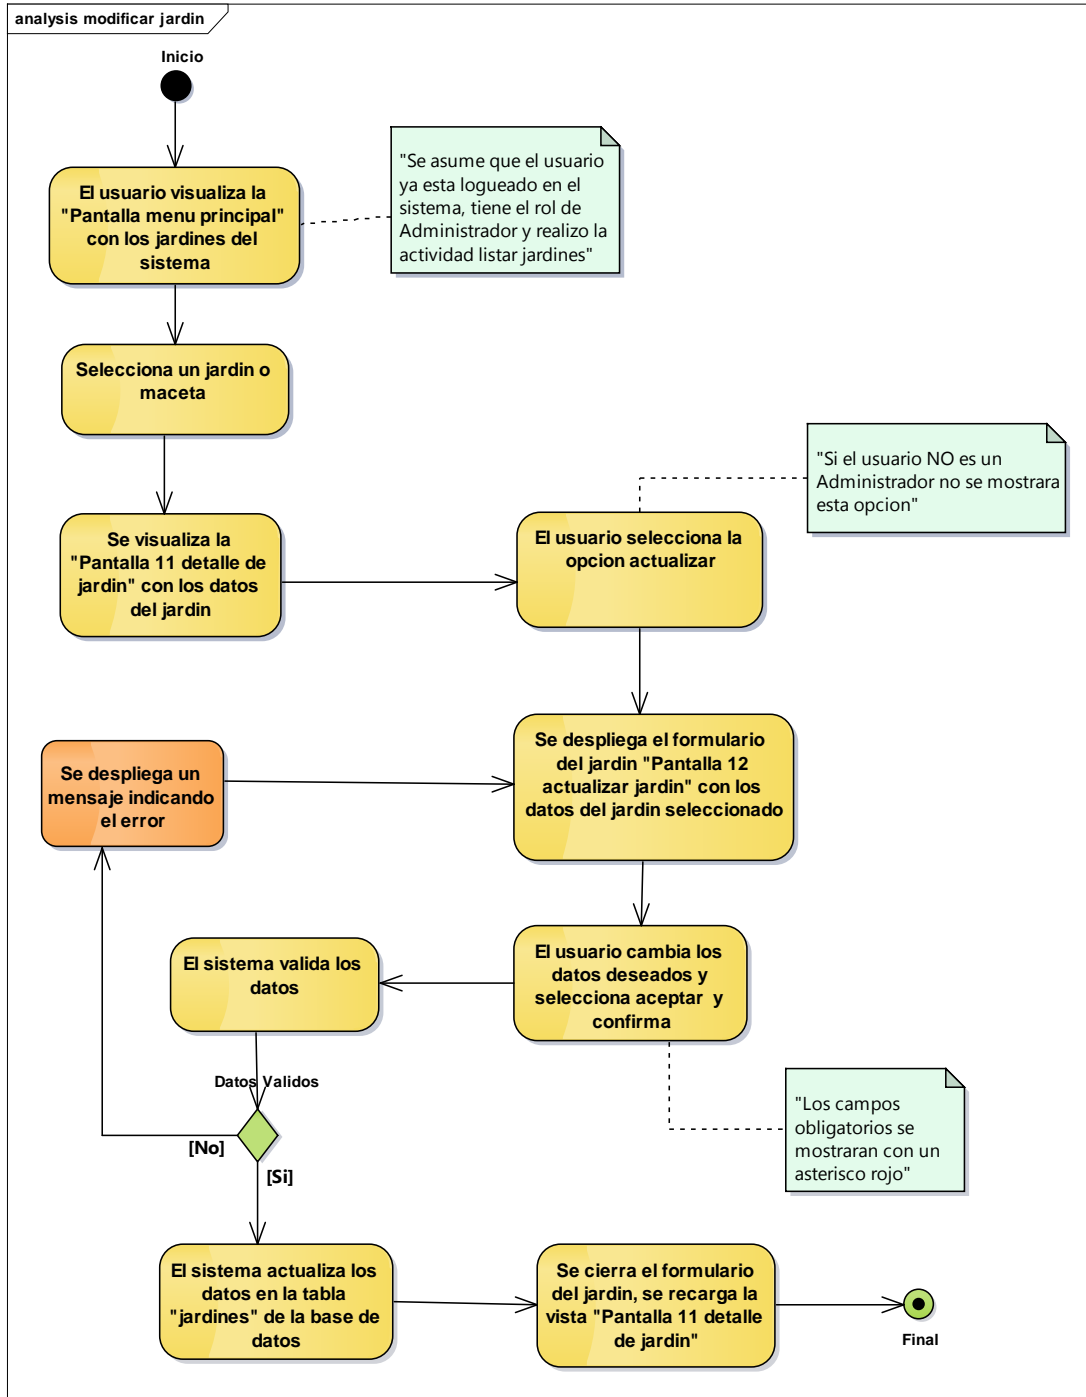 analysis modificar jardin
Inicio
El usuario visualiza la
"Pantalla menu principal"
con los jardines del
sistema
"Se asume que el usuario
ya esta logueado en el
sistema, tiene el rol de
Administrador y realizo la
actividad listar jardines"
Selecciona un jardin o
maceta
"Si el usuario NO es un
Administrador no se mostrara
esta opcion"
Se visualiza la
"Pantalla 11 detalle de
jardin" con los datos
del jardin
El usuario selecciona la
opcion actualizar
Se despliega el formulario
del jardin "Pantalla 12
actualizar jardin" con los
datos del jardin seleccionado
Se despliega un
mensaje indicando
el error
El usuario cambia los
datos deseados y
selecciona aceptar y
confirma
El sistema valida los
datos
Datos Validos
"Los campos
obligatorios se
mostraran con un
asterisco rojo"
[No]
[Si]
El sistema actualiza los
datos en la tabla
"jardines" de la base de
datos
Se cierra el formulario
del jardin, se recarga la
vista "Pantalla 11 detalle
de jardin"
Final